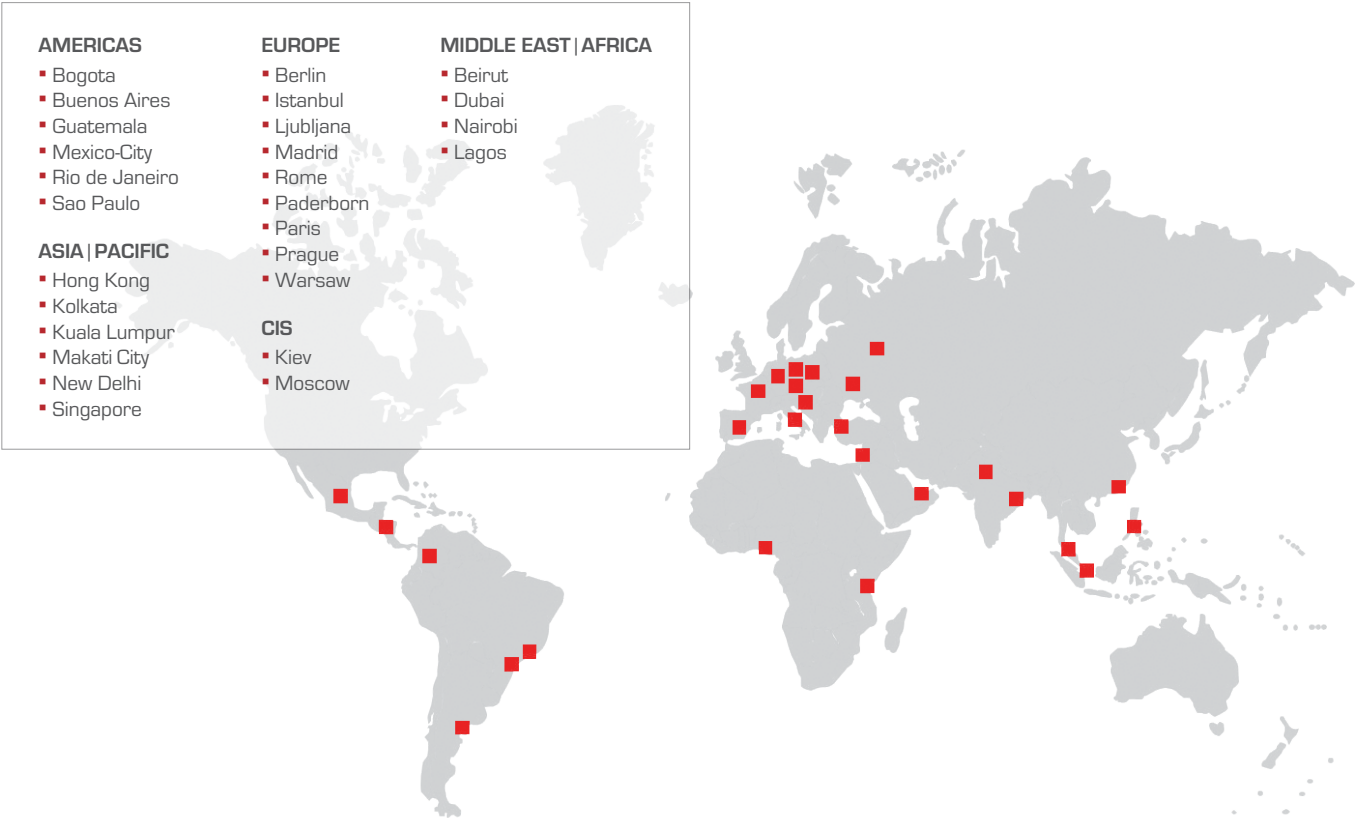 AMERICAS
Bogota
Buenos Aires
Guatemala
Mexico-City
Rio de Janeiro
Sao Paulo
ASIA|PACIFIC
Hong Kong
Kolkata
Kuala Lumpur
Makati City
New Delhi
Singapore
EUROPE
Berlin
Istanbul
Ljubljana
Madrid
Rome
Paderborn
Paris
Prague
Warsaw
CIS
Kiev
Moscow
MIDDLE EAST|AFRICA
Beirut
Dubai
Nairobi
Lagos